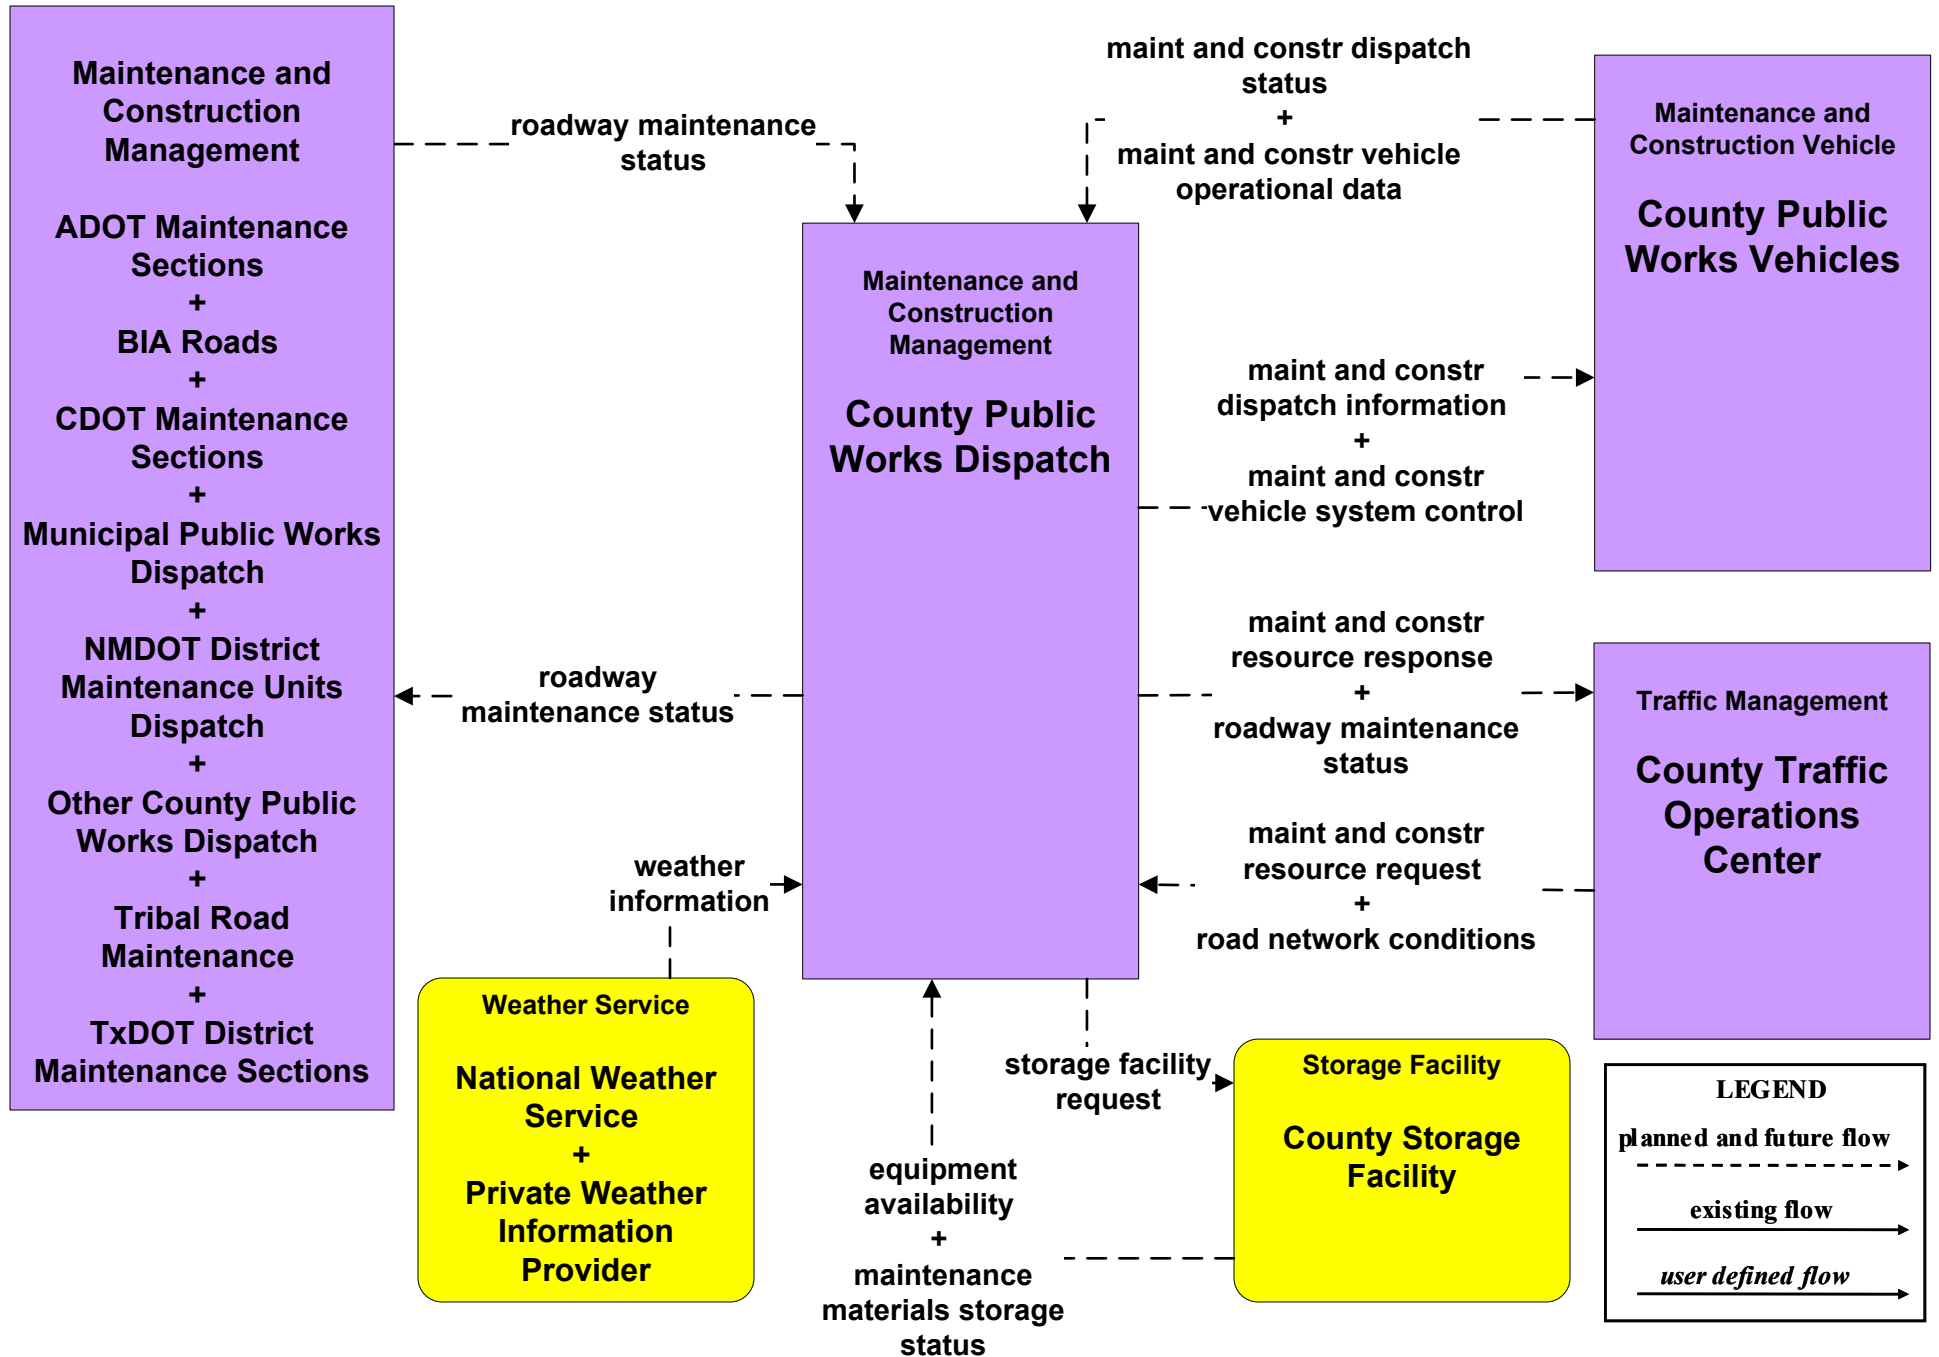 Maintenance and
Construction
Management
ADOT Maintenance
Sections
+
BIA Roads
+
CDOT Maintenance
Sections
+
Municipal Public Works
Dispatch
+
NMDOT District
Maintenance Units
Dispatch
+
Other County Public
Works Dispatch
+
Tribal Road
Maintenance
+
TxDOT District
Maintenance Sections
roadway maintenance
status
roadway
maintenance status
weather
information
Weather Service
National Weather
Service
+
Private Weather
Information
Provider
Maintenance and
Construction
Management
County Public
Works Dispatch
maint and constr dispatch
status
+
maint and constr vehicle
operational data
Maintenance and
Construction Vehicle
County Public
Works Vehicles
maint and constr
dispatch information
+
maint and constr
vehicle system control
maint and constr
resource response
+
roadway maintenance
status
Traffic Management
County Traffic
Operations
Center
maint and constr
resource request
+
road network conditions
storage facility
request
Storage Facility
County Storage
Facility
equipment
availability
+
maintenance
materials storage
status
LEGEND
planned and future flow
existing flow
user defined flow